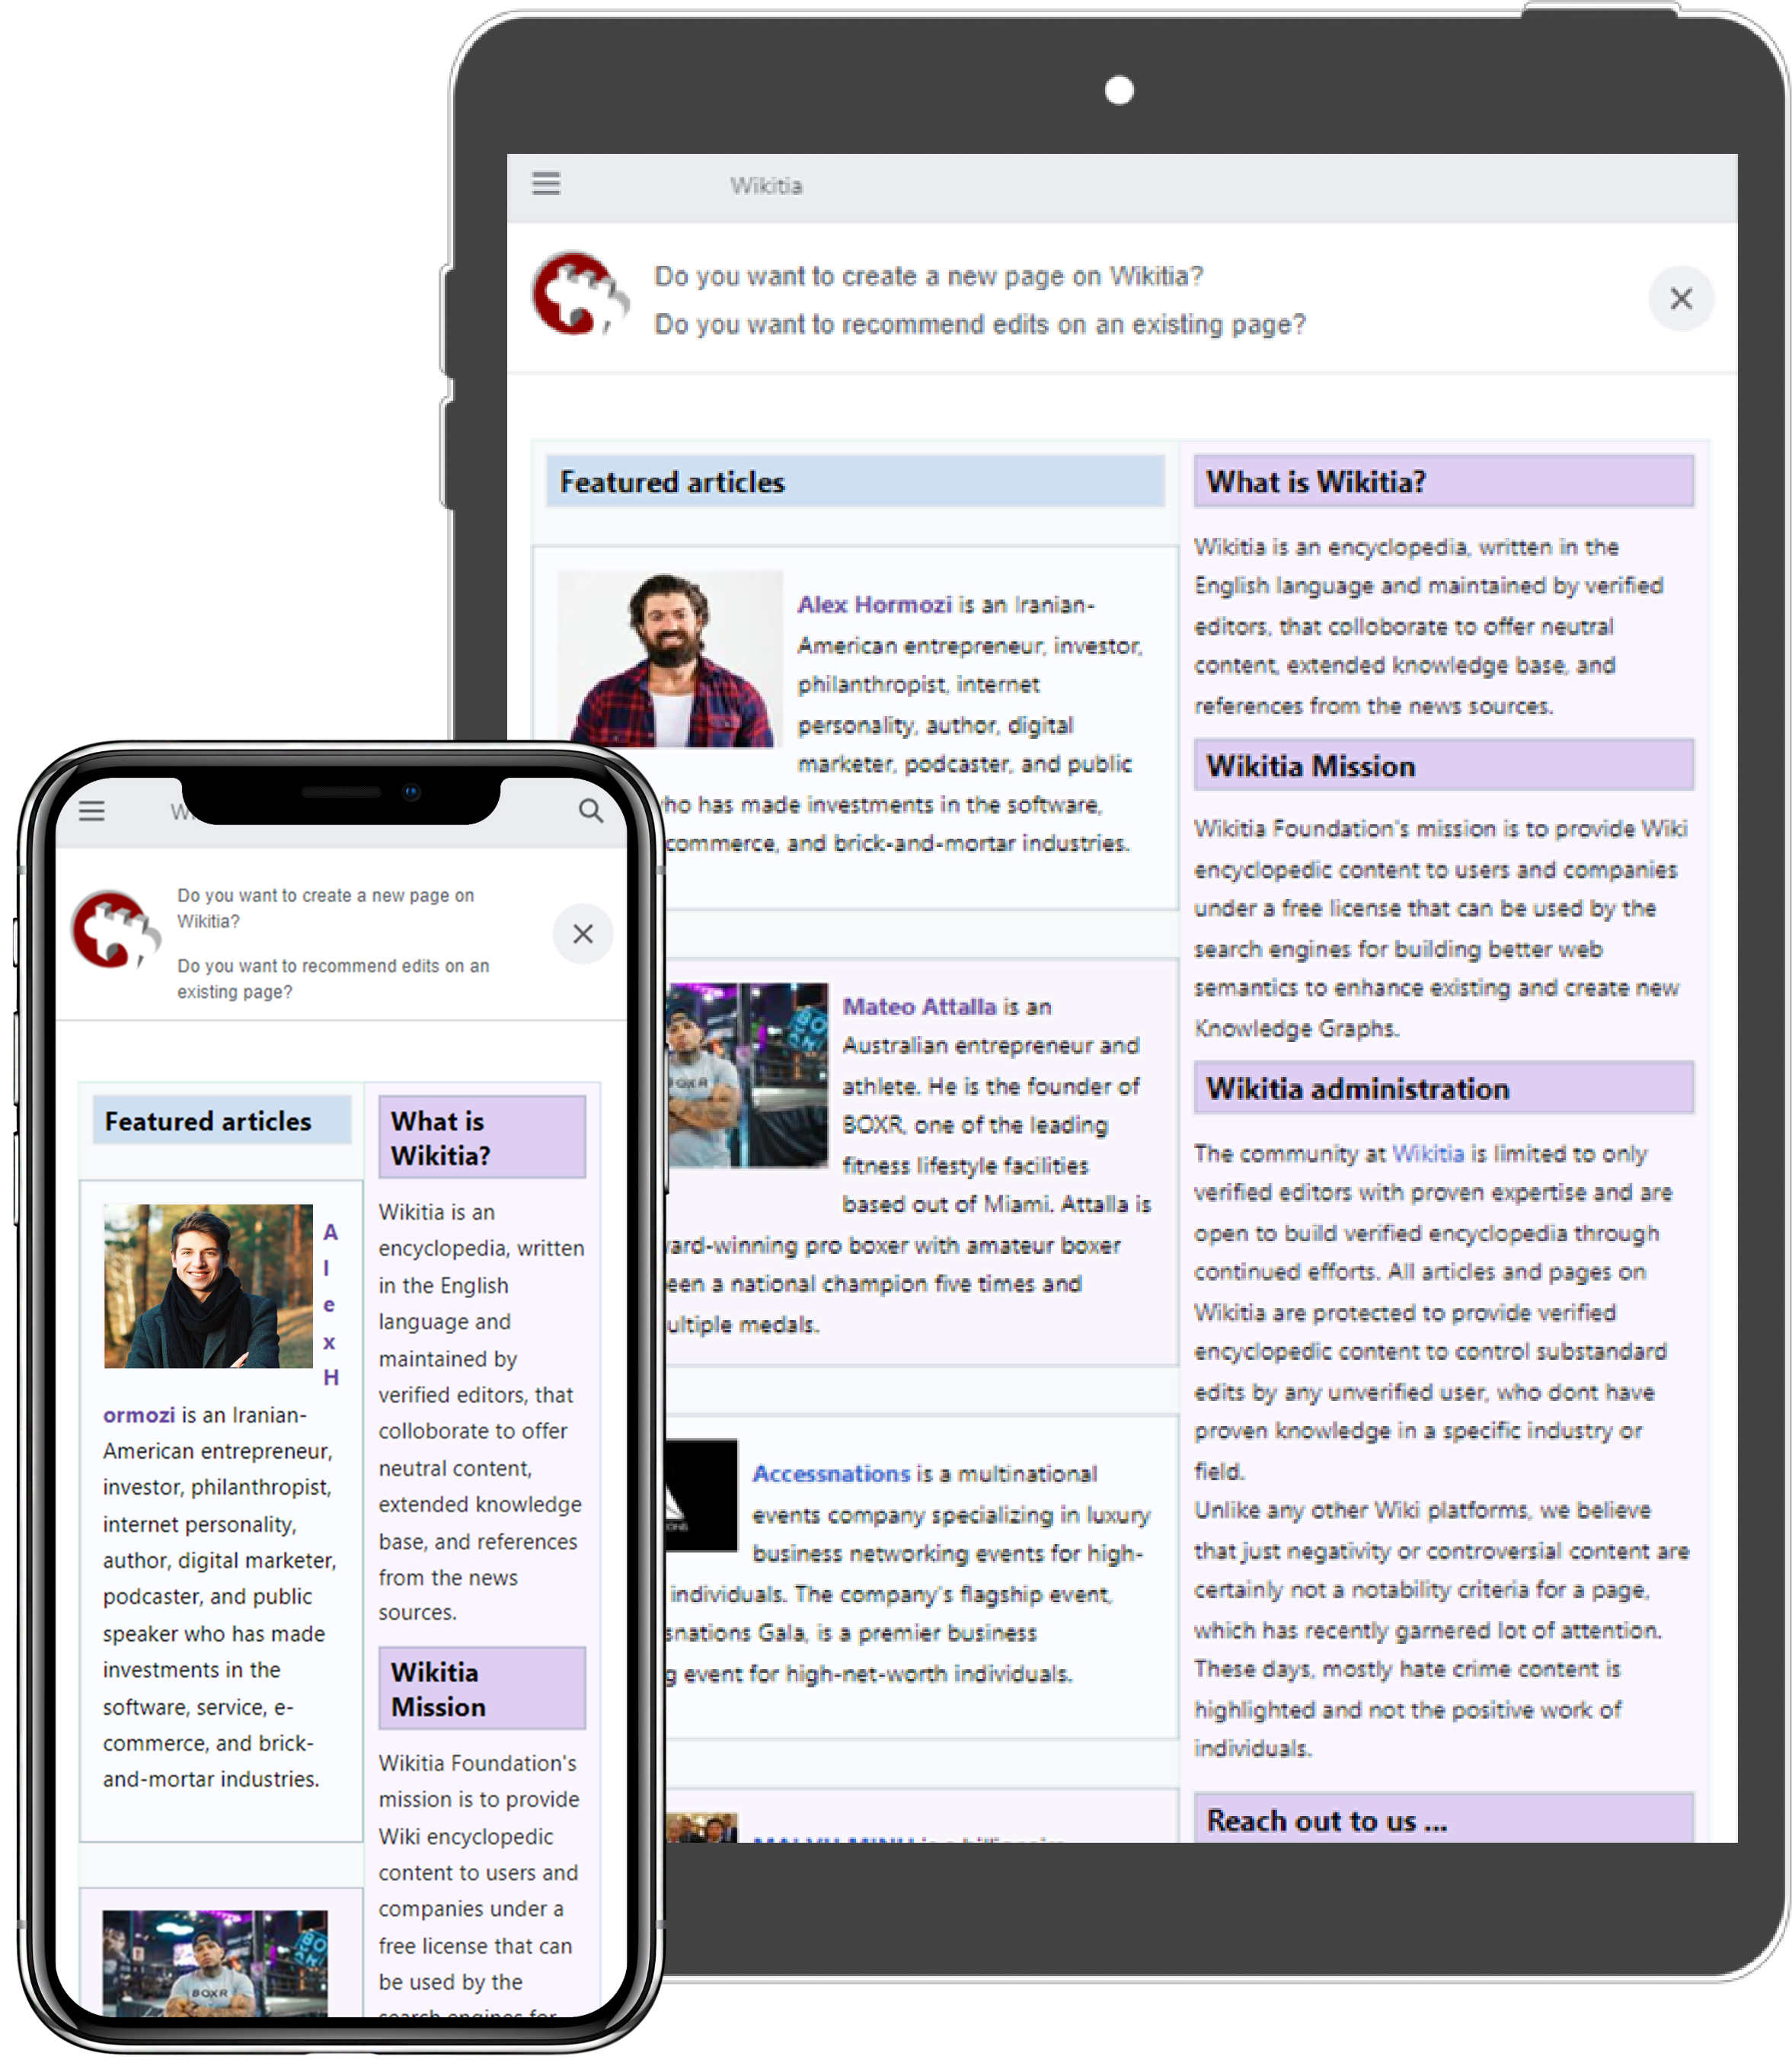 Wikitia
Do you want to create a new page on Wikitia?
Do you want to recommend edits on an existing page?
Featured articles
Alex Hormozi is an Iranian-
American entrepreneur, investor,
philanthropist, internet
personality, author, digital
marketer, podcaster, and public
who has made investments in the software,
commerce, and brick-and-mortar industries.
BOXR
Mateo Attalla is an
Australian entrepreneur and
athlete. He is the founder of
BOXR, one of the leading
fitness lifestyle facilities
based out of Miami. Attalla is
pro boxer with amateur boxer
a national champion five times and
medals.
Accessnations is a multinational
events company specializing in luxury
business networking events for high-
individuals. The company's flagship event,
Gala, is a premier business
event for high-net-worth individuals.
What is Wikitia?
Wikitia is an encyclopedia, written in the
English language and maintained by verified
editors, that colloborate to offer neutral
content, extended knowledge base, and
references from the news sources.
Wikitia Mission
Wikitia Foundation's mission is to provide Wiki
encyclopedic content to users and companies
under a free license that can be used by the
search engines for building better web
semantics to enhance existing and create new
Knowledge Graphs.
Wikitia administration
The community at Wikitia is limited to only
verified editors with proven expertise and are
open to build verified encyclopedia through
continued efforts. All articles and pages on
Wikitia are protected to provide verified
encyclopedic content to control substandard
edits by any unverified user, who dont have
proven knowledge in a specific industry or
field.
Unlike any other Wiki platforms, we believe
that just negativity or controversial content are
certainly not a notability criteria for a page,
which has recently garnered lot of attention.
These days, mostly hate crime content is
highlighted and not the positive work of
individuals.
Reach out to us ...
Do you want to create a new page on
Wikitia?
Do you want to recommend edits on an
existing page?
Featured articles
A
l
e
x
H
ormozi is an Iranian-
American entrepreneur,
investor, philanthropist,
internet personality,
author, digital marketer,
podcaster, and public
speaker who has made
investments in the
software, service, e-
commerce, and brick-
and-mortar industries.
BOXR
What is
Wikitia?
Wikitia is an
encyclopedia, written
in the English
language and
maintained by
verified editors, that
colloborate to offer
neutral content,
extended knowledge
base, and references
from the news
sources.
Wikitia
Mission
Wikitia Foundation's
mission is to provide
Wiki encyclopedic
content to users and
companies under a
free license that can
be used by the
search engines for